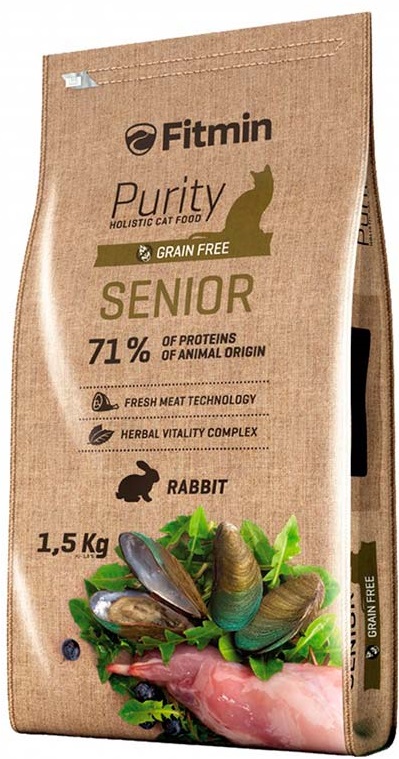 Fitmin
Purity
HOLISTIC CAT FOOD
GRAIN FREE
SENIOR
71%
OF PROTEINS
OF ANIMAL ORIGIN
FRESH MEAT TECHNOLOGY
HERBAL VITALITY COMPLEX
RABBIT
1,5 Kg
SENIOR
GRAIN FREE